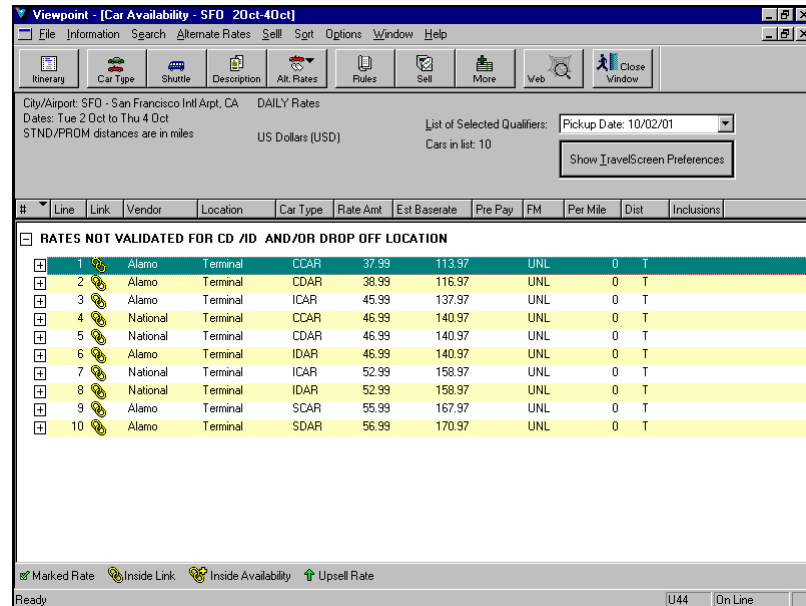 Viewpoint - [Car Availability - SFO 2Oct-4Oct]
File Information Search Alternate Rates Sell! Sort Options Window Help
Itinerary Car Type Shuttle Description Alt. Rates Rules Sell More Web Close Window
City/Airport: SFO - San Francisco Intl Arpt, CA DAILY Rates
Dates: Tue 2 Oct to Thu 4 Oct
STND/PROM distances are in miles
US Dollars (USD)
List of Selected Qualifiers: Pickup Date: 10/02/01
Cars in list: 10
Show TravelScreen Preferences
# Line Link Vendor Location Car Type Rate Amt Est Baserate Pre Pay FM Per Mile Dist Inclusions
RATES NOT VALIDATED FOR CD /ID AND/OR DROP OFF LOCATION
1 Alamo Terminal CCAR 37.99 113.97 UNL 0 T
2 Alamo Terminal CDAR 38.99 116.97 UNL 0 T
3 Alamo Terminal ICAR 45.99 137.97 UNL 0 T
4 National Terminal CCAR 46.99 140.97 UNL 0 T
5 National Terminal CDAR 46.99 140.97 UNL 0 T
6 Alamo Terminal IDAR 46.99 140.97 UNL 0 T
7 National Terminal ICAR 52.99 158.97 UNL 0 T
8 National Terminal IDAR 52.99 158.97 UNL 0 T
9 Alamo Terminal SCAR 55.99 167.97 UNL 0 T
10 Alamo Terminal SDAR 56.99 170.97 UNL 0 T
Marked Rate Inside Link Inside Availability Upsell Rate
Ready U44 On Line